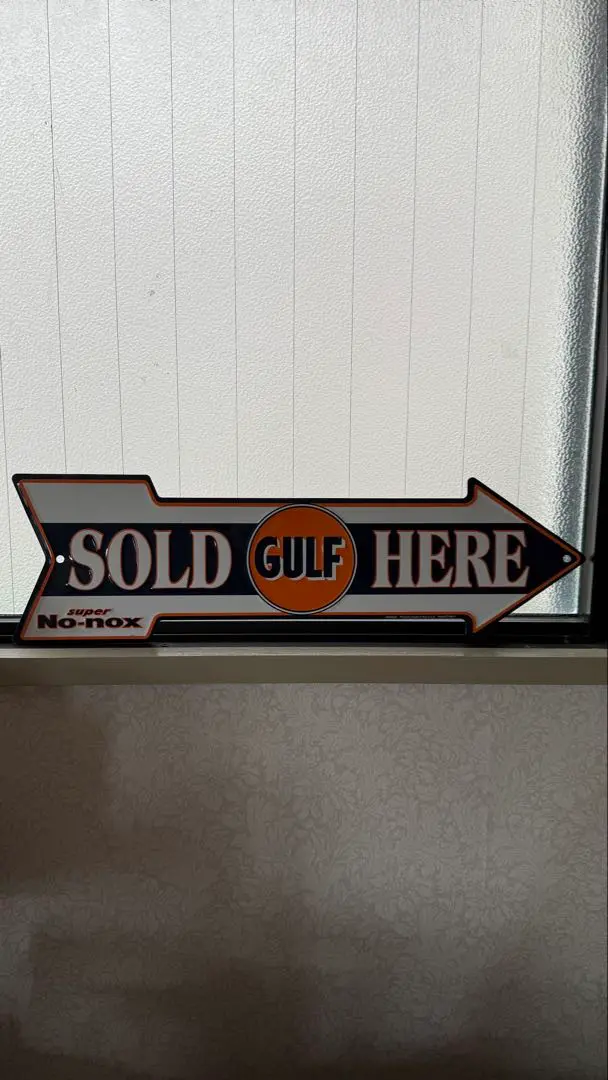 SOLD GULF HERE
super
No-nox